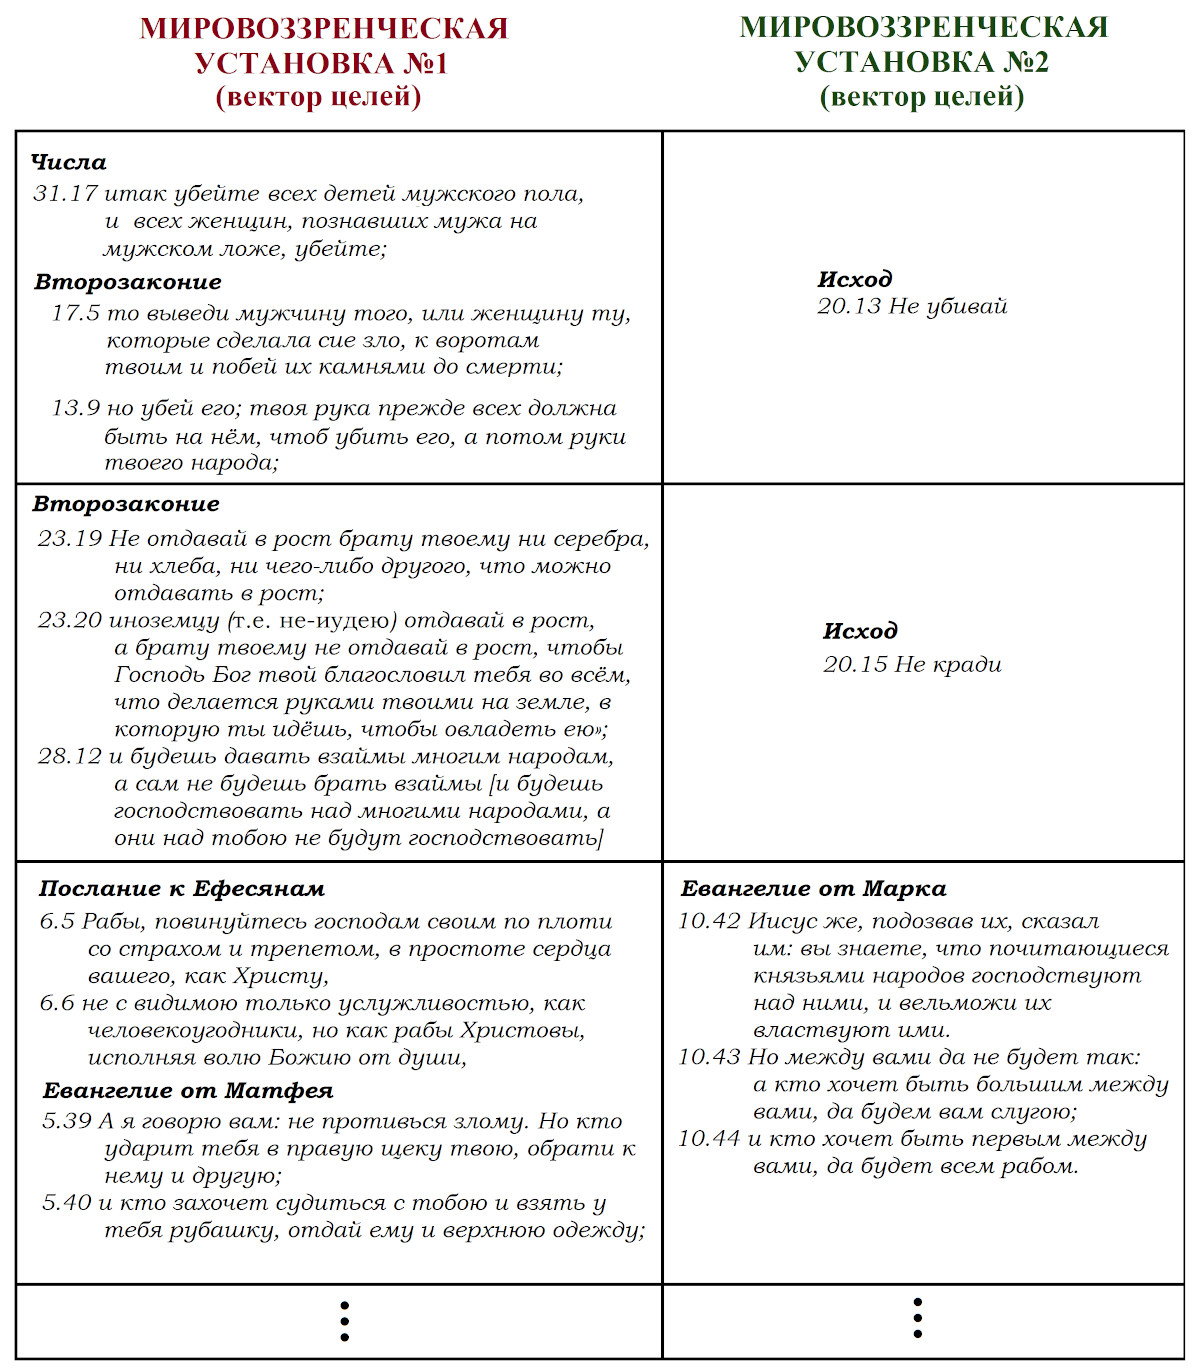 МИРОВОЗЗРЕНЧЕСКАЯ
УСТАНОВКА №1
(вектор целей)
МИРОВОЗЗРЕНЧЕСКАЯ
УСТАНОВКА №2
(вектор целей)
Числа
31.17 итак убейте всех детей мужского пола,
и всех женщин, познавших мужа на
мужском ложе, убейте;
Второзаконие
17.5 то выведи мужчину того, или женщину ту,
которые сделала сие зло, к воротам
твоим и побей их камнями до смерти;
13.9 но убей его; твоя рука прежде всех должна
быть на нём, чтоб убить его, а потом руки
твоего народа;
Исход
20.13 Не убивай
Второзаконие
23.19 Не отдавай в рост брату твоему ни серебра,
ни хлеба, ни чего-либо другого, что можно
отдавать в рост;
23.20 иноземцу (т.е. не-иудею) отдавай в рост,
а брату твоему не отдавай в рост, чтобы
Господь Бог твой благословил тебя во всём,
что делается руками твоими на земле, в
которую ты идёшь, чтобы овладеть ею»;
28.12 и будешь давать взаймы многим народам,
а сам не будешь брать взаймы [и будешь
господствовать над многими народами, а
они над тобою не будут господствовать]
Исход
20.15 Не кради
Послание к Ефесянам
6.5 Рабы, повинуйтесь господам своим по плоти
со страхом и трепетом, в простоте сердца
вашего, как Христу,
6.6 не с видимою только услужливостью, как
человекоугодники, но как рабы Христовы,
исполняя волю Божию от души,
Евангелие от Матфея
5.39 А я говорю вам: не противься злому. Но кто
ударит тебя в правую щеку твою, обрати к
нему и другую;
5.40 и кто захочет судиться с тобою и взять у
тебя рубашку, отдай ему и верхнюю одежду;
Евангелие от Марка
10.42 Иисус же, подозвав их, сказал
им: вы знаете, что почитающиеся
князьями народов господствуют
над ними, и вельможи их
властвуют ими.
10.43 Но между вами да не будет так:
а кто хочет быть большим между
вами, да будем вам слугою;
10.44 и кто хочет быть первым между
вами, да будет всем рабом.